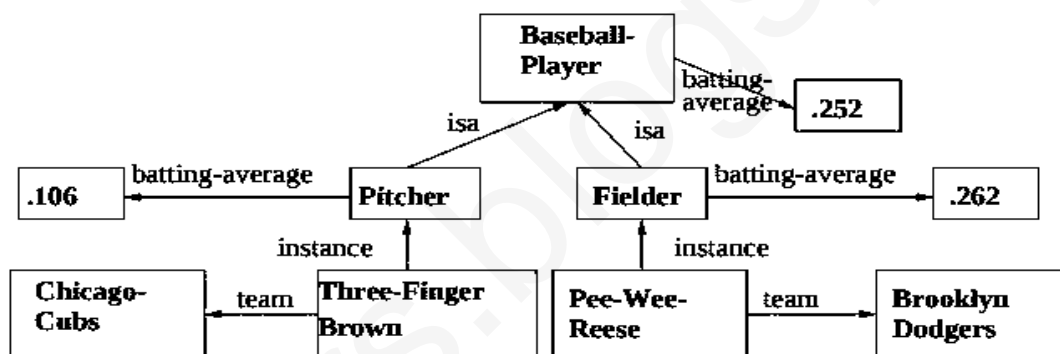 Baseball-
Player
batting-
average
.252
isa
isa
.106
batting-average
Pitcher
Fielder
batting-average
.262
instance
instance
Chicago-
Cubs
team
Three-Finger
Brown
Pee-Wee-
Reese
team
Brooklyn
Dodgers